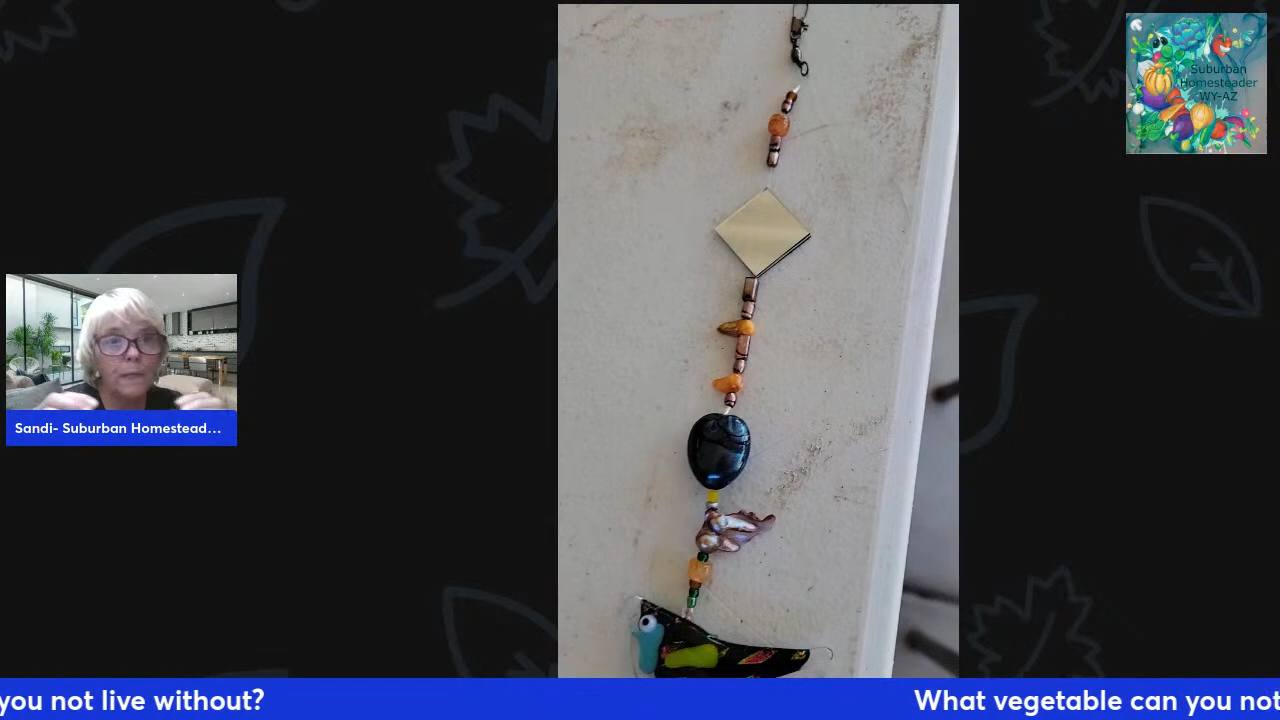 Suburban
Homesteader
WY-AZ
Sandi- Suburban Homestead…
you not live without?
What vegetable can you not